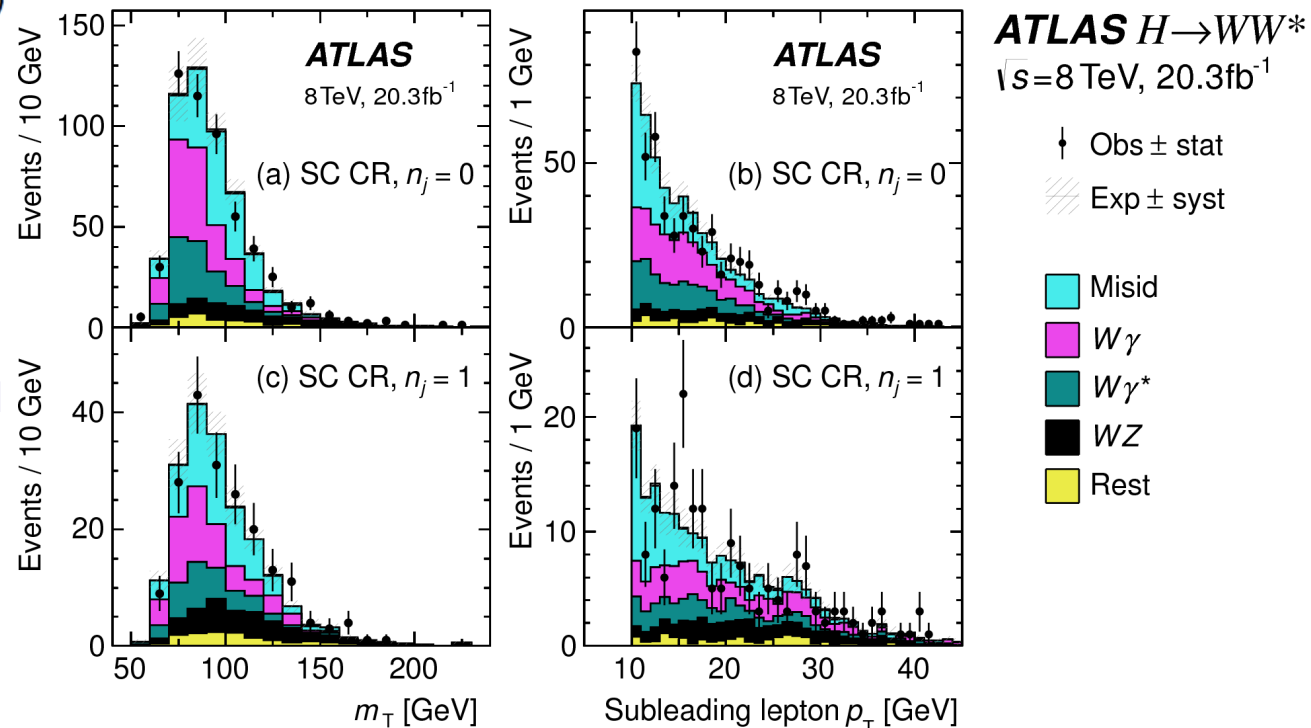 ATLAS H→WW*
√s=8 TeV, 20.3fb⁻¹
Obs ± stat
Exp ± syst
Misid
Wγ
Wγ*
WZ
Rest
Events / 10 GeV
150
100
50
0
ATLAS
8 TeV, 20.3fb⁻¹
(a) SC CR, nⱼ = 0
Events / 1 GeV
50
0
ATLAS
8 TeV, 20.3fb⁻¹
(b) SC CR, nⱼ = 0
Events / 10 GeV
40
20
0
(c) SC CR, nⱼ = 1
50 100 150 200
m_T [GeV]
Events / 1 GeV
20
10
0
(d) SC CR, nⱼ = 1
10 20 30 40
Subleading lepton p_T [GeV]